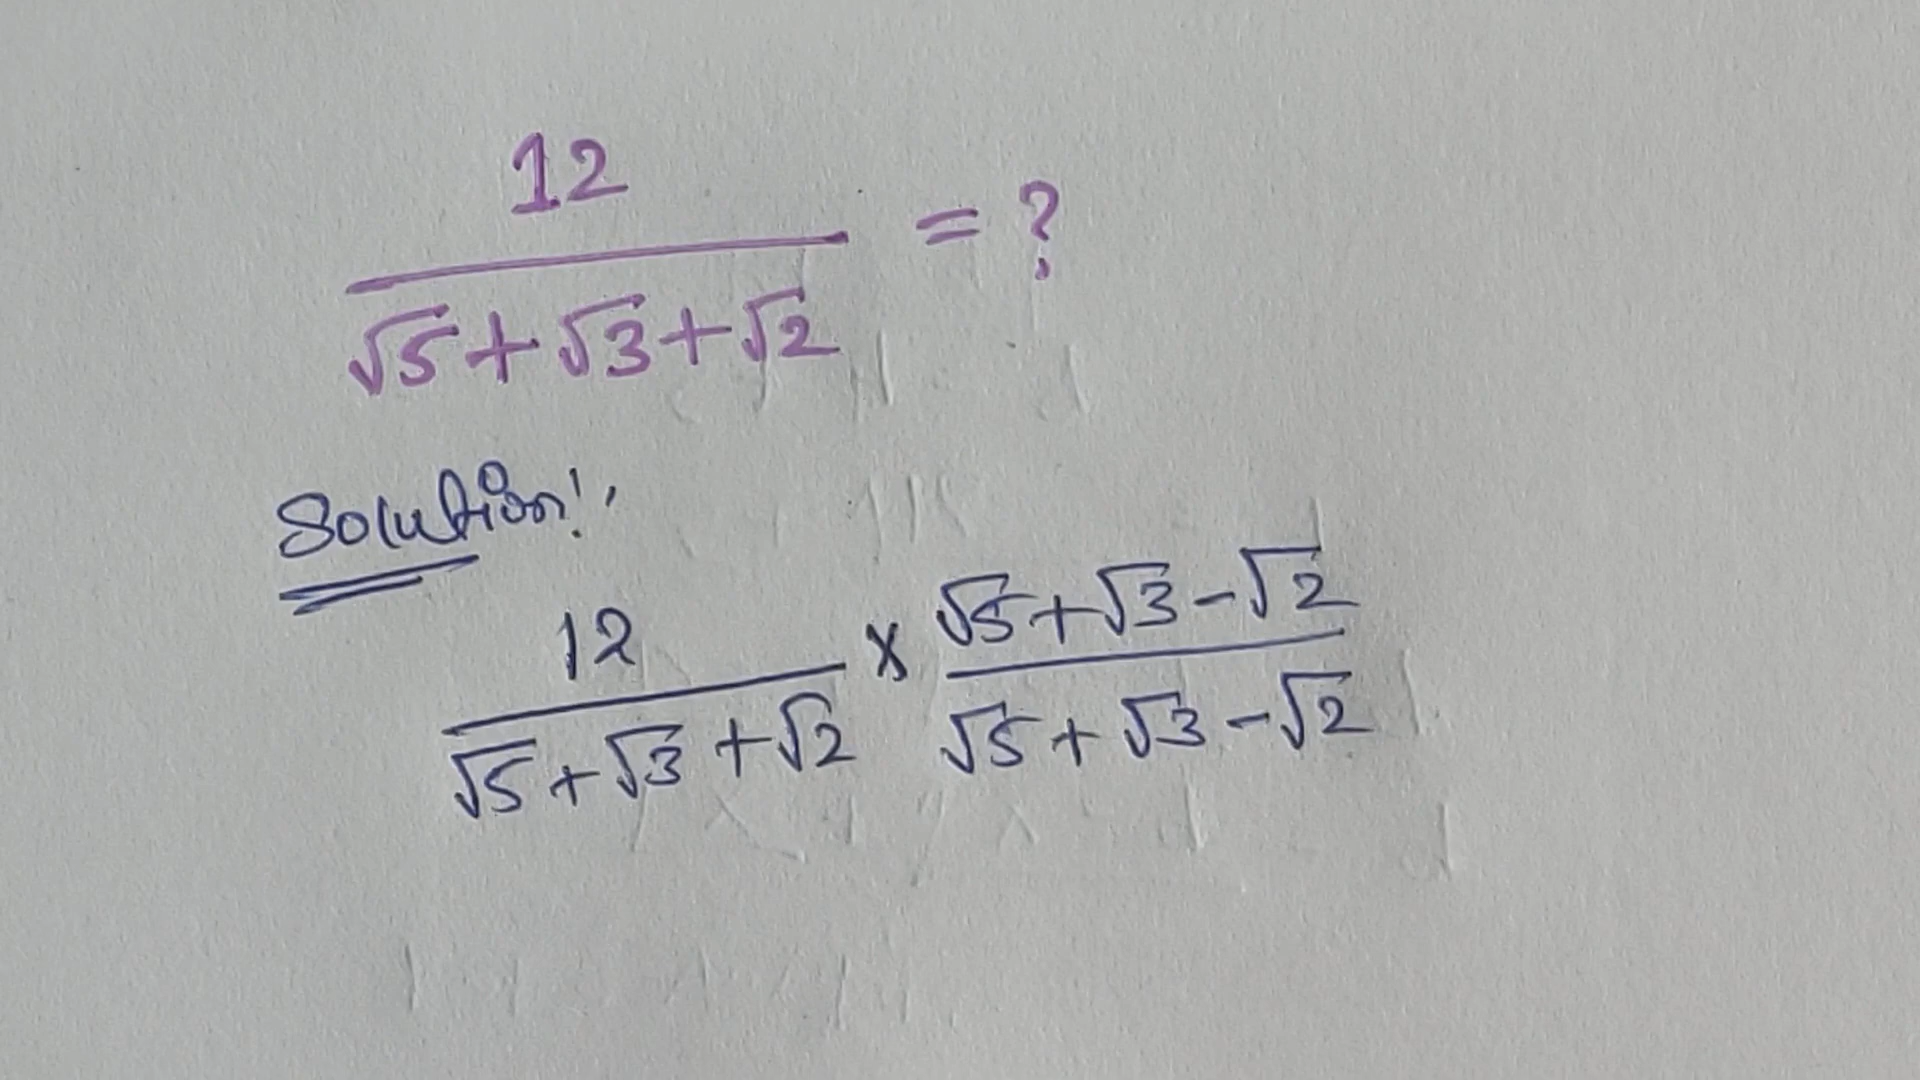 12
———— = ?
√5+√3+√2
Solution:
12 × √5+√3-√2
———— ————
√5+√3+√2 √5+√3-√2